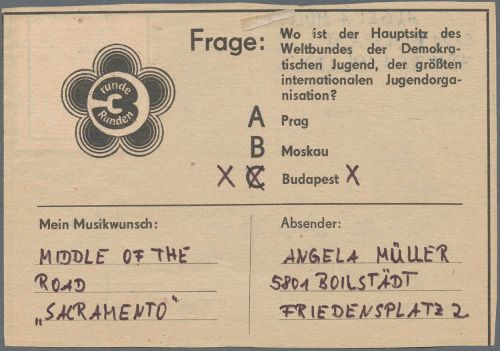 Frage:
Wo ist der Hauptsitz des
Weltbundes der Demokra-
tischen Jugend, der größten
internationalen Jugendorga-
nisation?
runde
3
Runden
A Prag
B Moskau
X X C Budapest X
Mein Musikwunsch:
MIDDLE OF THE
ROAD
„SACRAMENTO“
Absender:
ANGELA MÜLLER
5801 BOILSTÄDT
FRIEDENSPLATZ 2